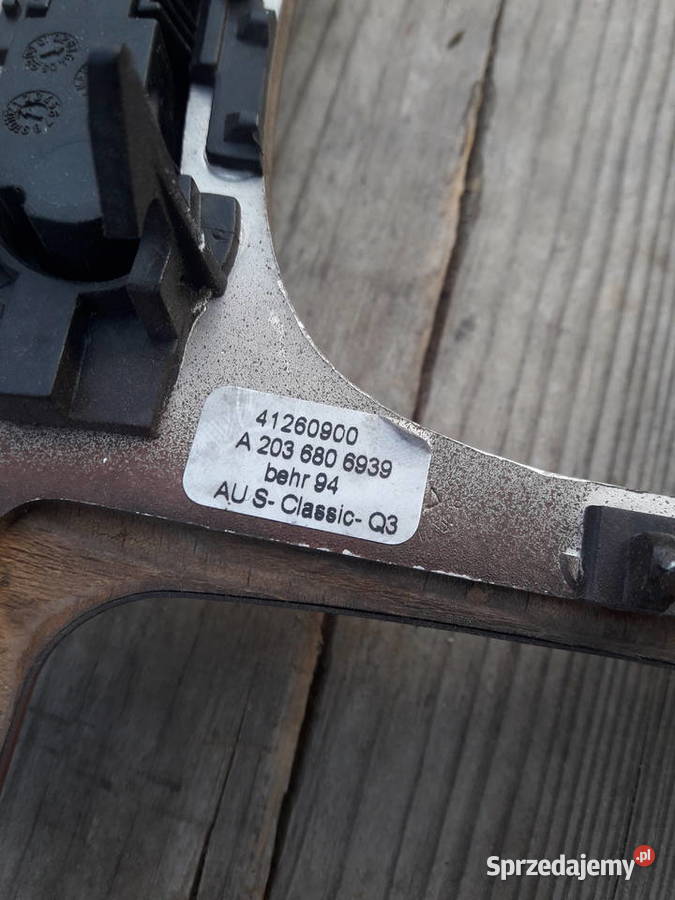 41260900
A 203 680 6939
behr 94
AU S- Classic- Q3
Sprzedajemy.pl